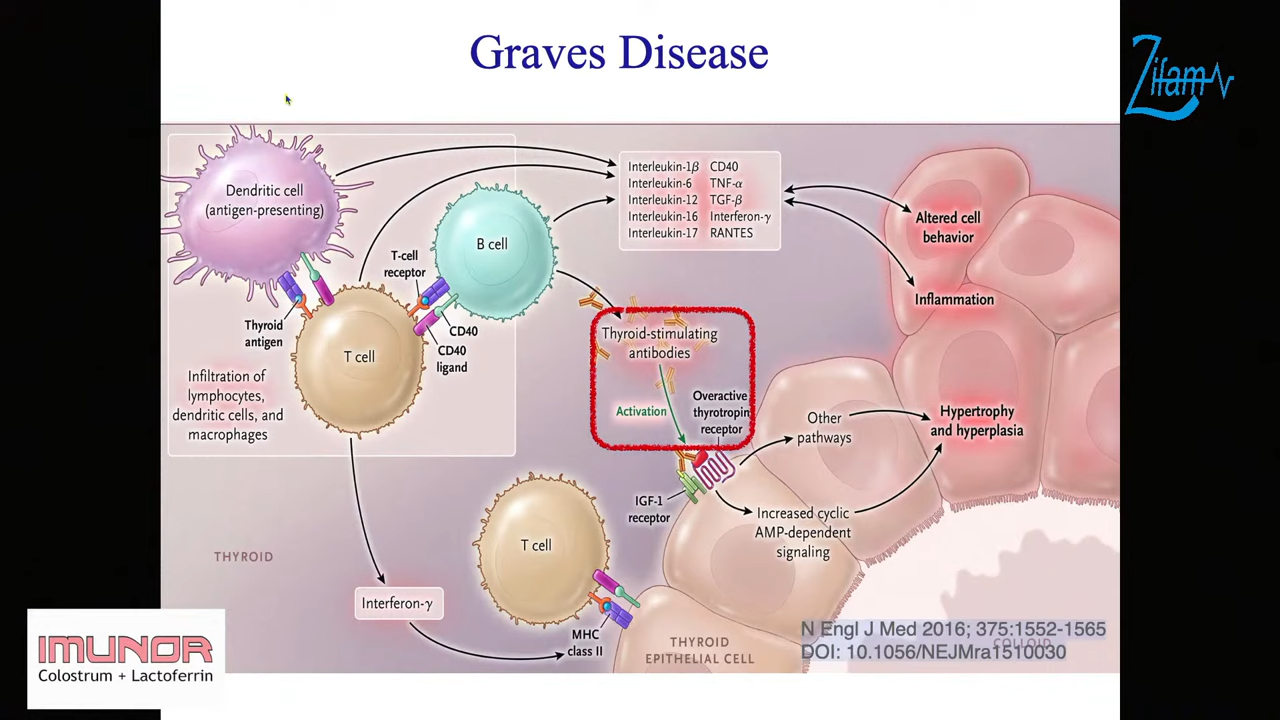 Graves Disease
Zifam
Dendritic cell
(antigen-presenting)
B cell
T-cell
receptor
Thyroid
antigen
T cell
CD40
CD40
ligand
Infiltration of
lymphocytes,
dendritic cells, and
macrophages
Interleukin-1β CD40
Interleukin-6 TNF-α
Interleukin-12 TGF-β
Interleukin-16 Interferon-γ
Interleukin-17 RANTES
Altered cell
behavior
Inflammation
Thyroid-stimulating
antibodies
Activation
Overactive
thyrotropin
receptor
Other
pathways
Hypertrophy
and hyperplasia
IGF-1
receptor
Increased cyclic
AMP-dependent
signaling
T cell
THYROID
Interferon-γ
MHC
class II
THYROID
EPITHELIAL CELL
COLLOID
N Engl J Med 2016; 375:1552-1565
DOI: 10.1056/NEJMra1510030
IMUNOR
Colostrum + Lactoferrin